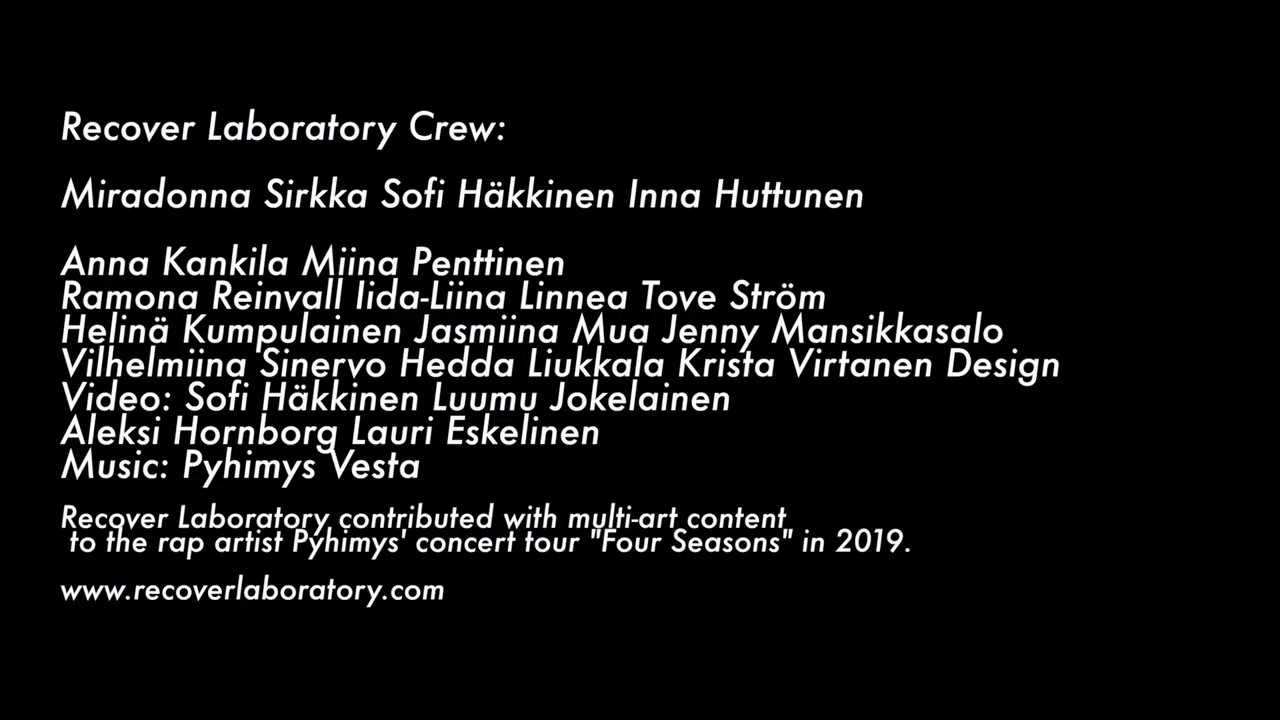 Recover Laboratory Crew:
Miradonna Sirkka Sofi Häkkinen Inna Huttunen
Anna Kankila Miina Penttinen
Ramona Reinvall Iida-Liina Linnea Tove Ström
Helinä Kumpulainen Jasmiina Mua Jenny Mansikkasalo
Vilhelmiina Sinervo Hedda Liukkala Krista Virtanen Design
Video: Sofi Häkkinen Luumu Jokelainen
Aleksi Hornborg Lauri Eskelinen
Music: Pyhimys Vesta
Recover Laboratory contributed with multi-art content
to the rap artist Pyhimys' concert tour "Four Seasons" in 2019.
www.recoverlaboratory.com